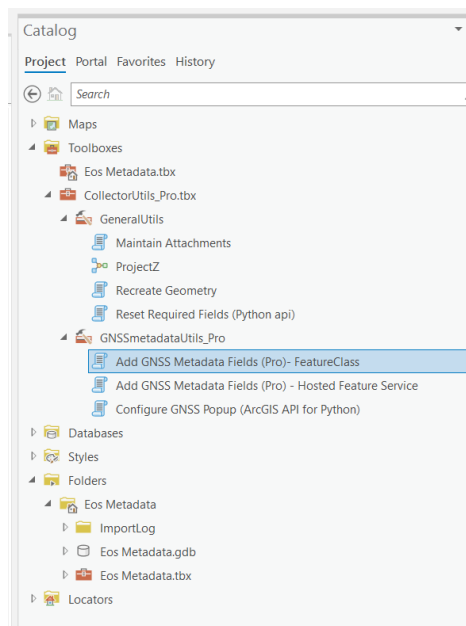 Catalog
Project Portal Favorites History
Search
Maps
Toolboxes
Eos Metadata.tbx
CollectorUtils_Pro.tbx
GeneralUtils
Maintain Attachments
ProjectZ
Recreate Geometry
Reset Required Fields (Python api)
GNSSmetadataUtils_Pro
Add GNSS Metadata Fields (Pro)- FeatureClass
Add GNSS Metadata Fields (Pro) - Hosted Feature Service
Configure GNSS Popup (ArcGIS API for Python)
Databases
Styles
Folders
Eos Metadata
ImportLog
Eos Metadata.gdb
Eos Metadata.tbx
Locators